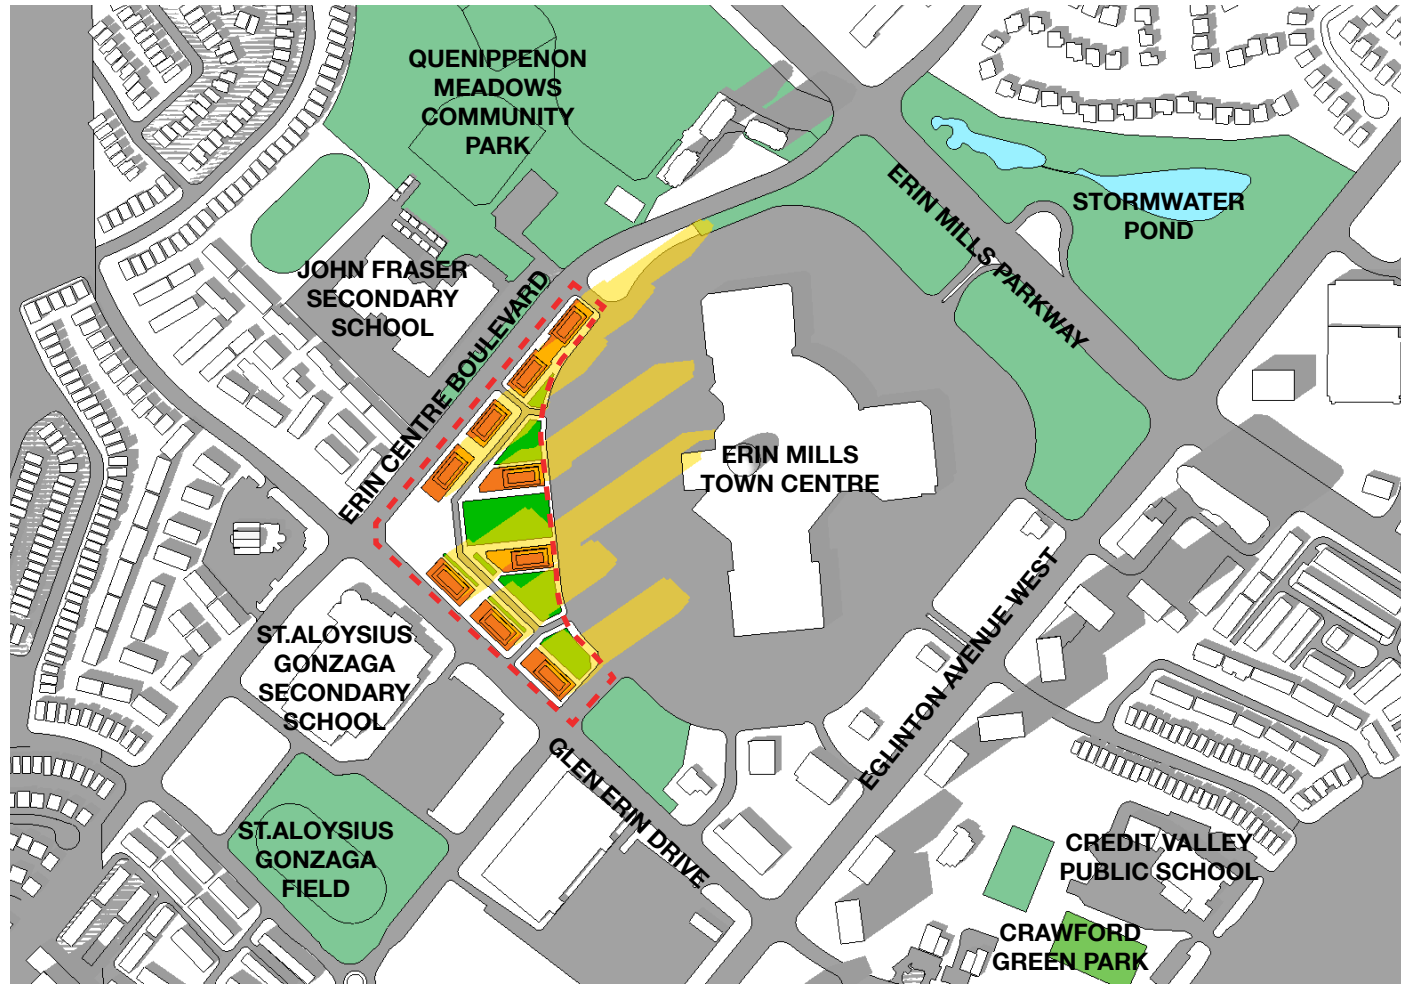 QUENIPPENON
MEADOWS
COMMUNITY
PARK
ERIN MILLS PARKWAY
STORMWATER
POND
JOHN FRASER
SECONDARY
SCHOOL
ERIN CENTRE BOULEVARD
ERIN MILLS
TOWN CENTRE
ST.ALOYSIUS
GONZAGA
SECONDARY
SCHOOL
EGLINTON AVENUE WEST
GLEN ERIN DRIVE
ST.ALOYSIUS
GONZAGA
FIELD
CREDIT VALLEY
PUBLIC SCHOOL
CRAWFORD
GREEN PARK